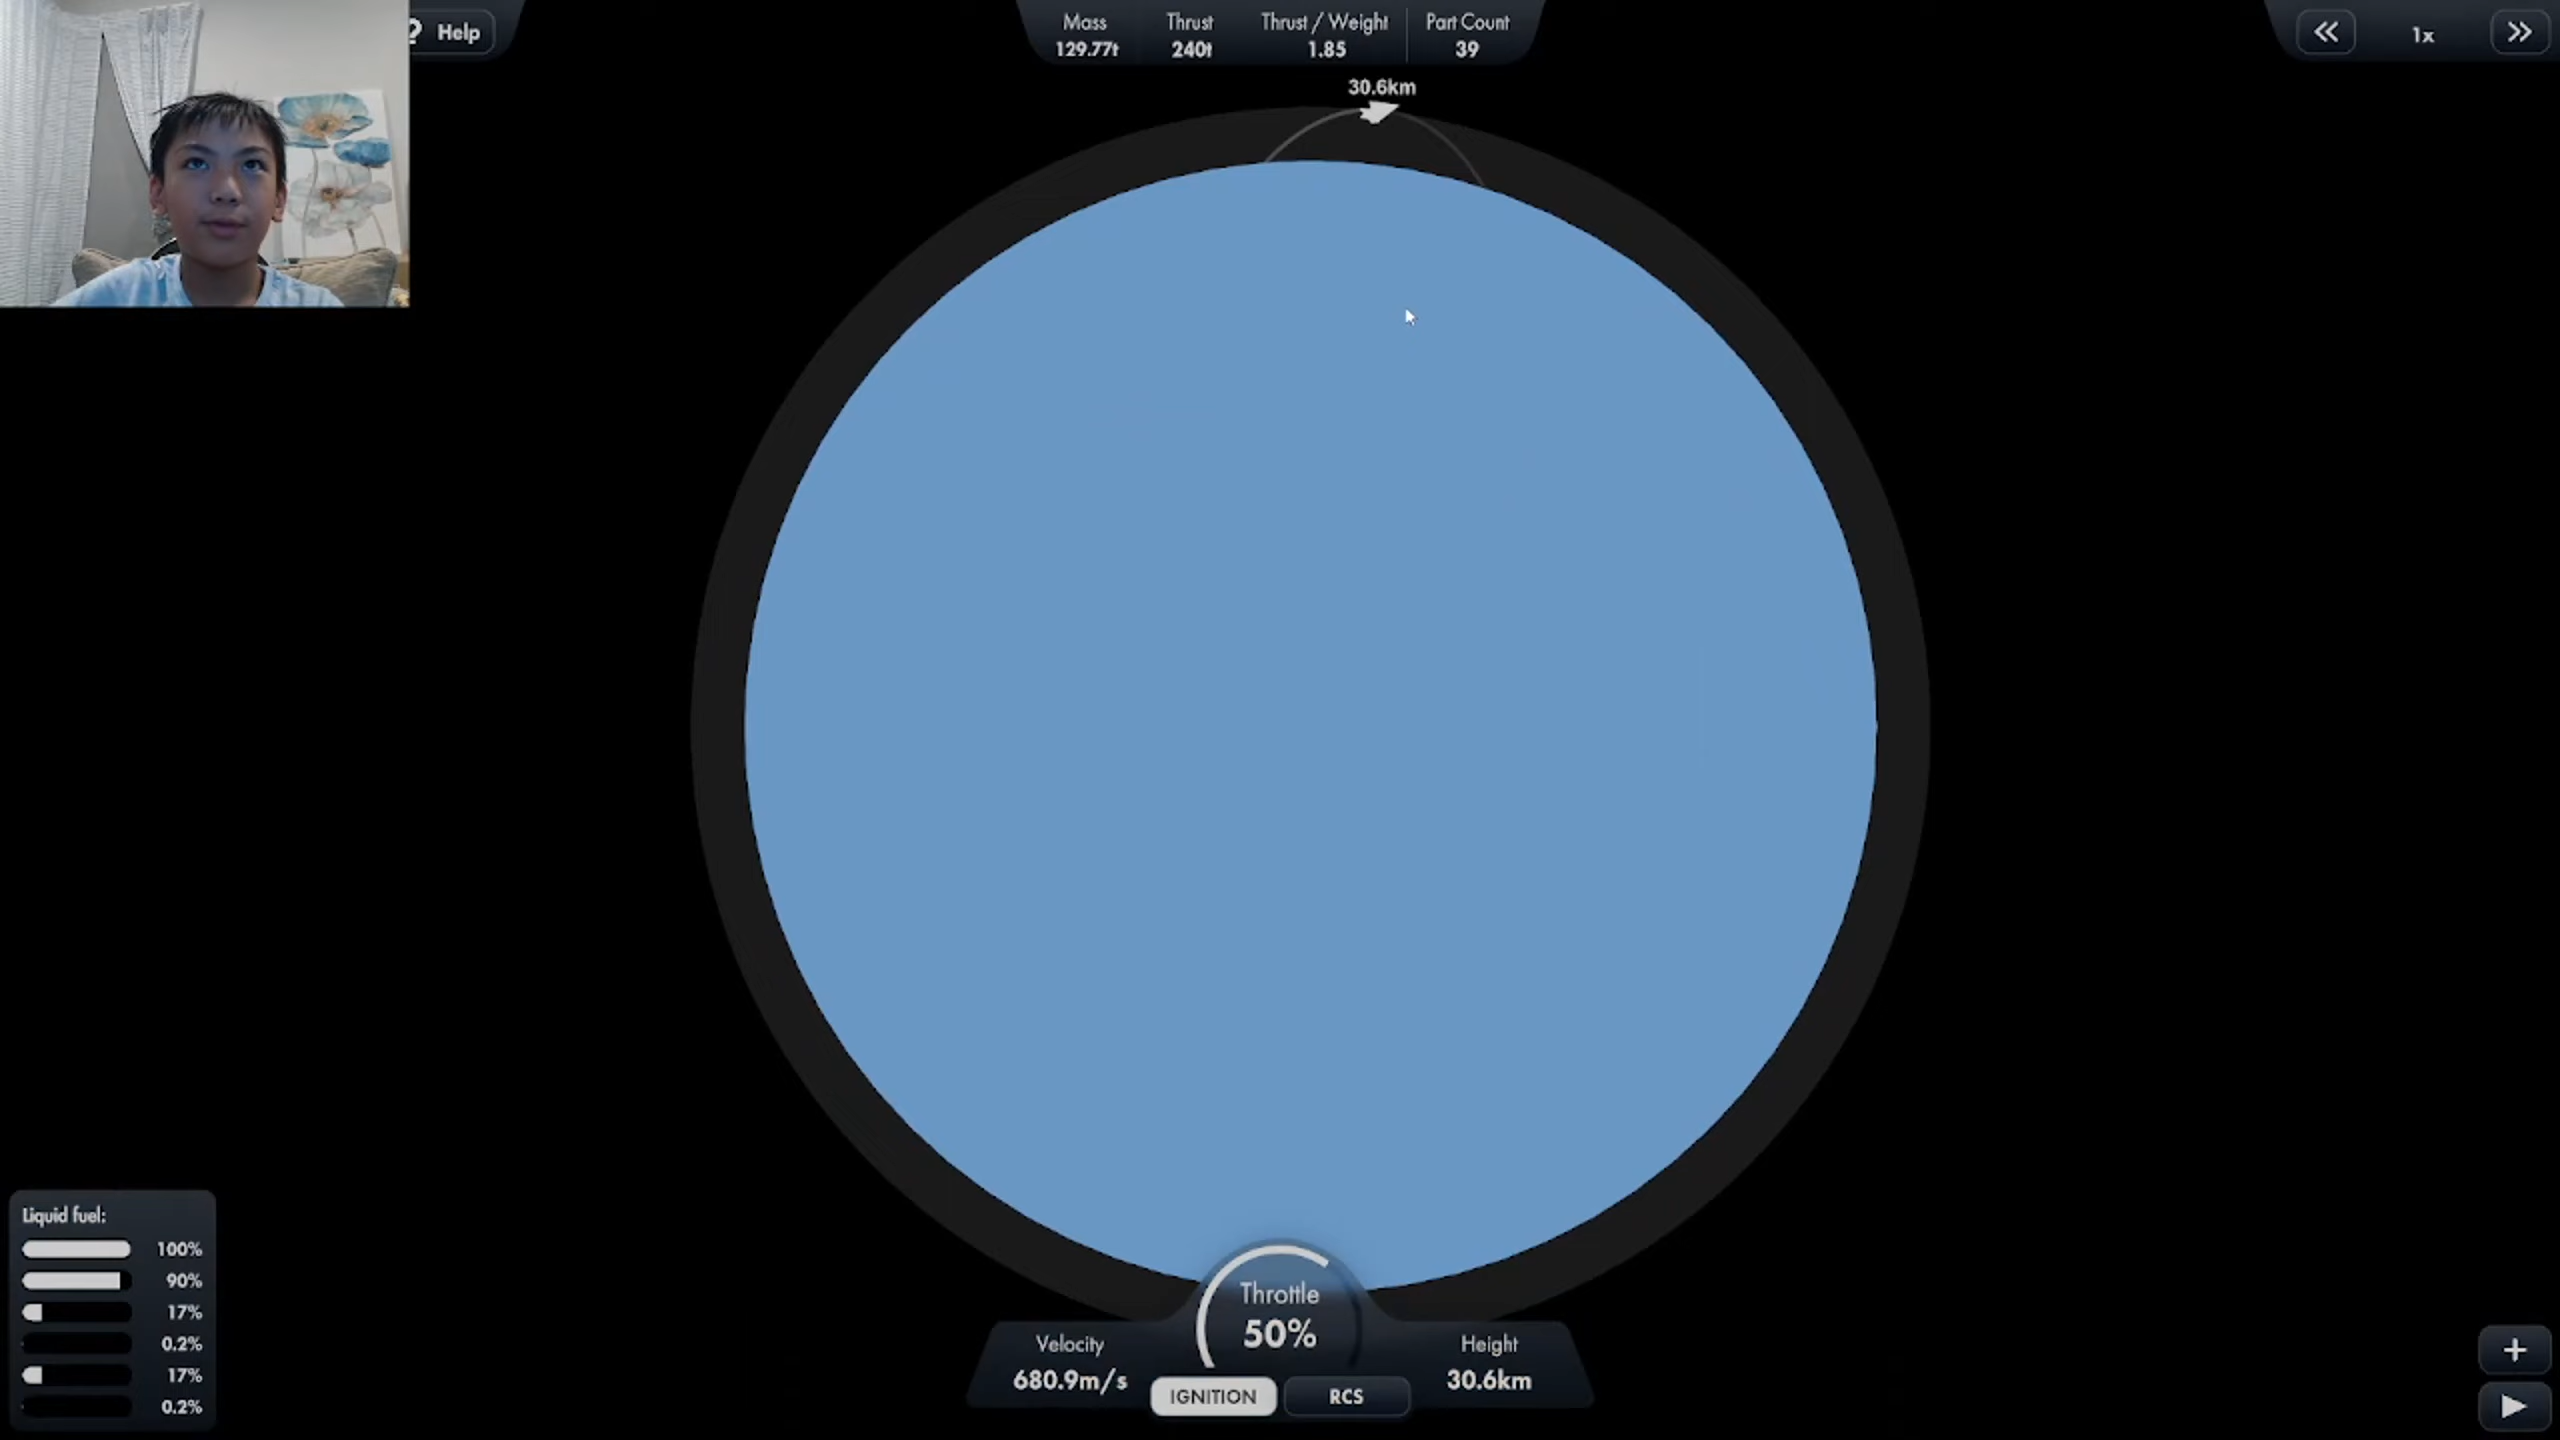 ? Help
Mass Thrust Thrust / Weight Part Count
129.77t 240t 1.85 39
1x
30.6km
Liquid fuel:
100%
90%
17%
0.2%
17%
0.2%
Throttle
50%
Velocity
680.9m/s
IGNITION
RCS
Height
30.6km